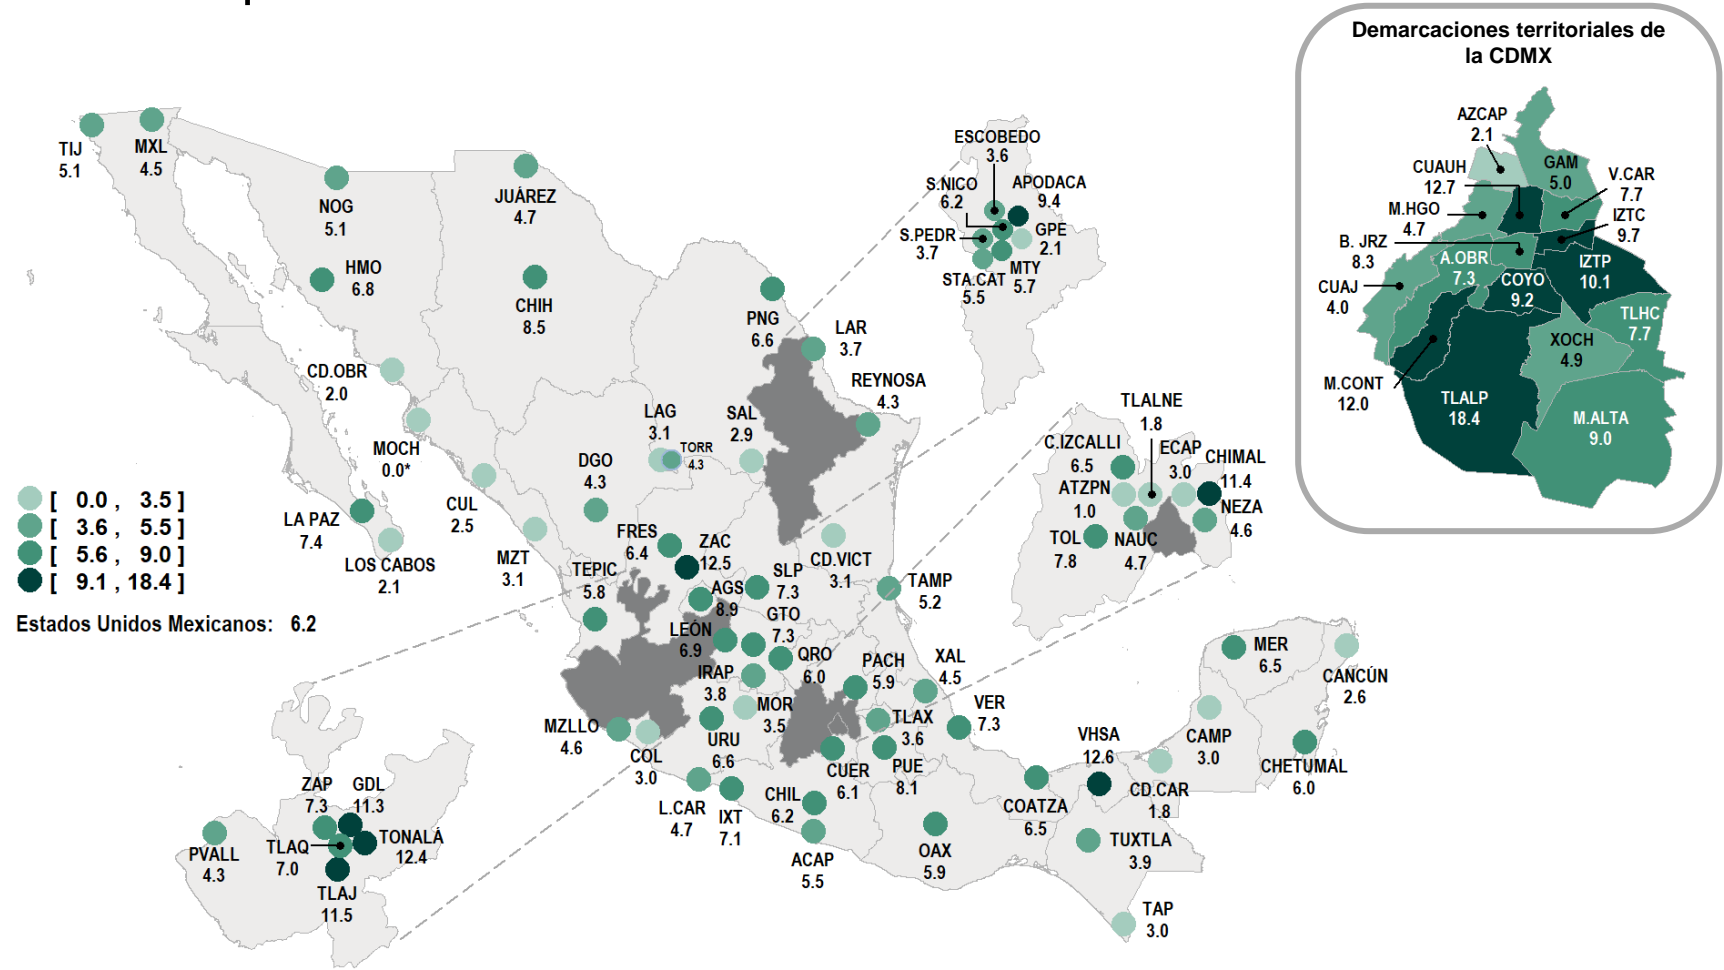 Demarcaciones territoriales de
la CDMX
AZCAP
2.1
CUAUH
12.7
GAM
5.0
V.CAR
7.7
M.HGO
4.7
IZTC
9.7
B. JRZ
8.3
A.OBR
7.3
IZTP
10.1
COYO
9.2
CUAJ
4.0
TLHC
7.7
XOCH
4.9
M.CONT
12.0
TLALP
18.4
M.ALTA
9.0
TIJ
5.1
MXL
4.5
NOG
5.1
JUÁREZ
4.7
HMO
6.8
CHIH
8.5
ESCOBEDO
3.6
S.NICO
6.2
APODACA
9.4
S.PEDR
3.7
GPE
2.1
STA.CAT
5.5
MTY
5.7
PNG
6.6
LAR
3.7
REYNOSA
4.3
CD.OBR
2.0
MOCH
0.0*
LAG
3.1
TORR
4.3
SAL
2.9
DGO
4.3
CUL
2.5
LA PAZ
7.4
LOS CABOS
2.1
MZT
3.1
[ 0.0 , 3.5 ]
[ 3.6 , 5.5 ]
[ 5.6 , 9.0 ]
[ 9.1 , 18.4 ]
Estados Unidos Mexicanos: 6.2
FRES
6.4
ZAC
12.5
TEPIC
5.8
AGS
8.9
SLP
7.3
CD.VICT
3.1
TAMP
5.2
GTO
7.3
LEÓN
6.9
QRO
6.0
IRAP
3.8
PACH
5.9
XAL
4.5
MOR
3.5
MZLLO
4.6
COL
3.0
URU
6.6
TLAX
3.6
VER
7.3
CUER
6.1
PUE
8.1
L.CAR
4.7
IXT
7.1
CHIL
6.2
ACAP
5.5
OAX
5.9
COATZA
6.5
VHSA
12.6
CD.CAR
1.8
TUXTLA
3.9
TAP
3.0
CAMP
3.0
MER
6.5
CANCÚN
2.6
CHETUMAL
6.0
TLALNE
1.8
C.IZCALLI
6.5
ECAP
3.0
CHIMAL
11.4
ATZPN
1.0
NEZA
4.6
TOL
7.8
NAUC
4.7
ZAP
7.3
GDL
11.3
TONALÁ
12.4
TLAQ
7.0
PVALL
4.3
TLAJ
11.5